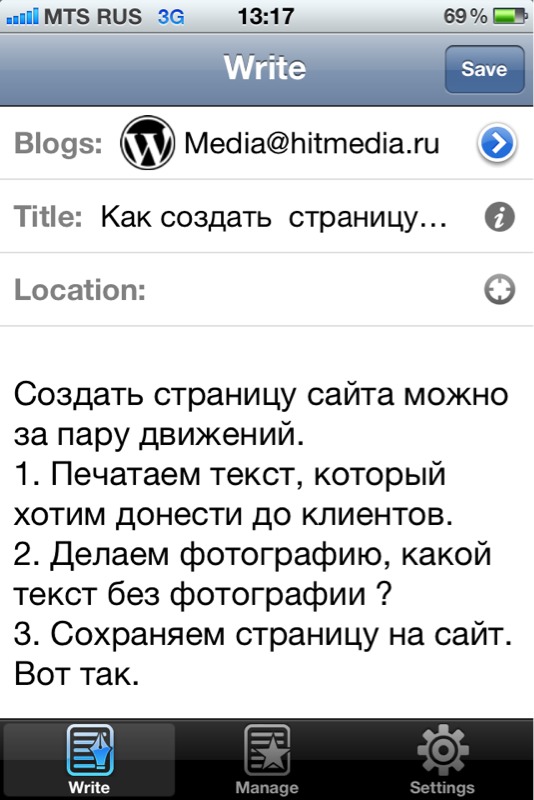 MTS RUS 3G 13:17 69 %
Write Save
Blogs: Media@hitmedia.ru
Title: Как создать страницу...
Location:
Создать страницу сайта можно
за пару движений.
1. Печатаем текст, который
хотим донести до клиентов.
2. Делаем фотографию, какой
текст без фотографии ?
3. Сохраняем страницу на сайт.
Вот так.
Write Manage Settings